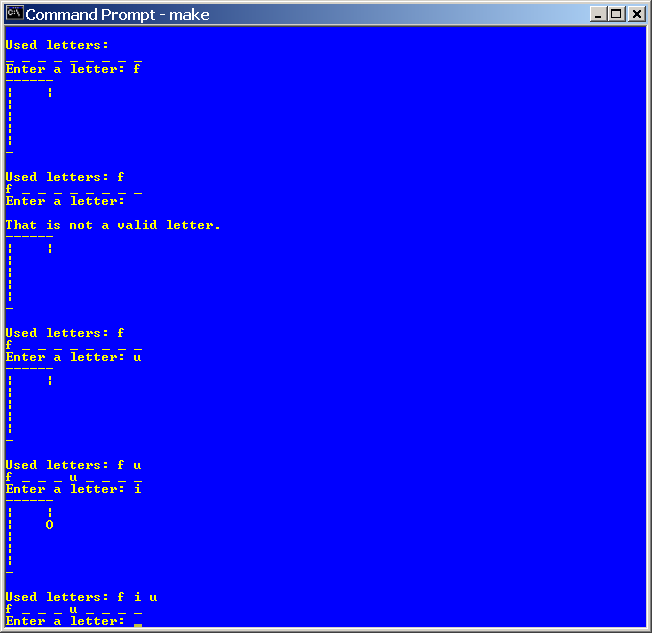 Command Prompt - make
Used letters:
_ _ _ _ _ _ _ _ _
Enter a letter: f
------
¦    ¦
¦
¦
¦
¦
-
Used letters: f
f _ _ _ _ _ _ _ _
Enter a letter:
That is not a valid letter.
------
¦    ¦
¦
¦
¦
¦
-
Used letters: f
f _ _ _ _ _ _ _ _
Enter a letter: u
------
¦    ¦
¦
¦
¦
¦
-
Used letters: f u
f _ _ _ u _ _ _ _
Enter a letter: i
------
¦    ¦
¦    O
¦
¦
¦
-
Used letters: f i u
f _ _ _ u _ _ _ _
Enter a letter: _